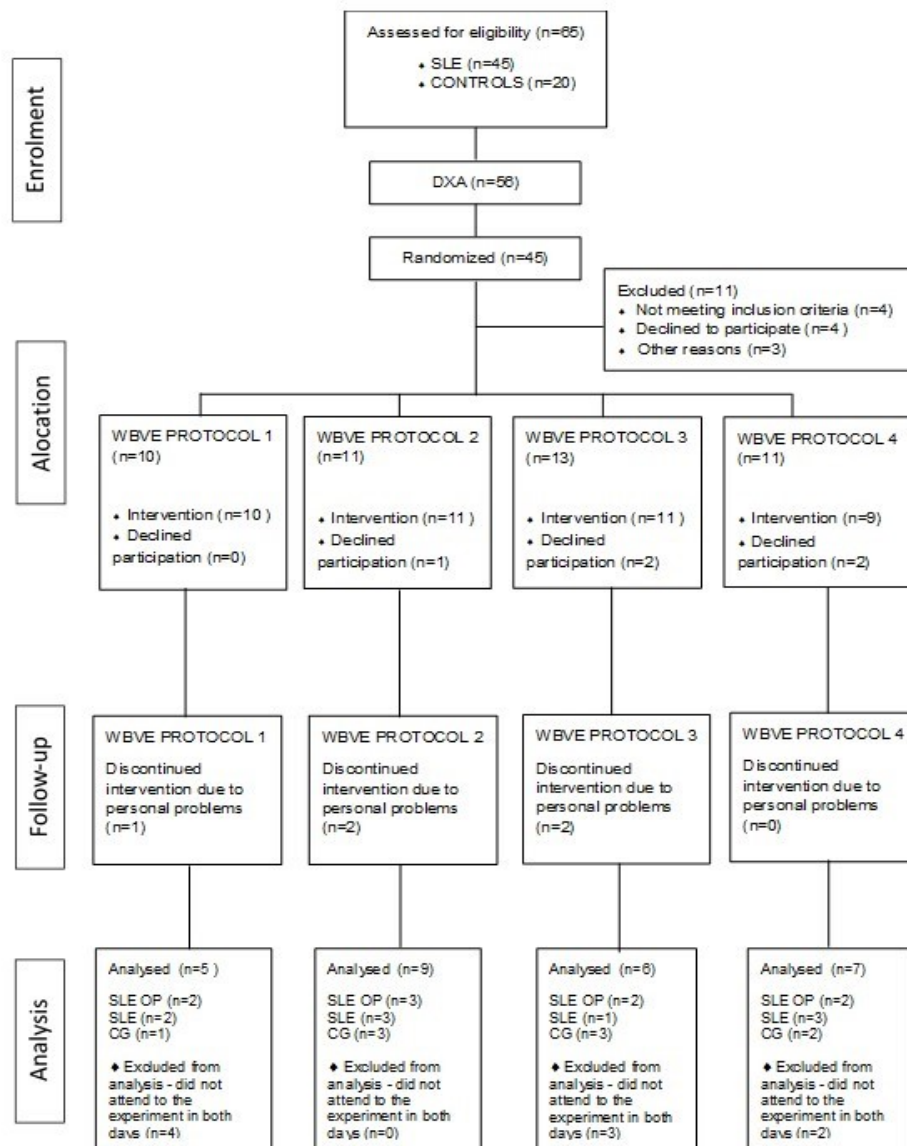 Enrolment
Assessed for eligibility (n=65)
♦ SLE (n=45)
♦ CONTROLS (n=20)
DXA (n=56)
Randomized (n=45)
Excluded (n=11)
♦ Not meeting inclusion criteria (n=4)
♦ Declined to participate (n=4 )
♦ Other reasons (n=3)
Alocation
WBVE PROTOCOL 1
(n=10)
♦ Intervention (n=10 )
♦ Declined
participation (n=0)
WBVE PROTOCOL 2
(n=11)
♦ Intervention (n=11 )
♦ Declined
participation (n=1)
WBVE PROTOCOL 3
(n=13)
♦ Intervention (n=11 )
♦ Declined
participation (n=2)
WBVE PROTOCOL 4
(n=11)
♦ Intervention (n=9)
♦ Declined
participation (n=2)
Follow-up
WBVE PROTOCOL 1
Discontinued
intervention due to
personal problems
(n=1)
WBVE PROTOCOL 2
Discontinued
intervention due to
personal problems
(n=2)
WBVE PROTOCOL 3
Discontinued
intervention due to
personal problems
(n=2)
WBVE PROTOCOL 4
Discontinued
intervention due to
personal problems
(n=0)
Analysis
Analysed (n=5 )
SLE OP (n=2)
SLE (n=2)
CG (n=1)
♦ Excluded from
analysis - did not
attend to the
experiment in both
days (n=4)
Analysed (n=9)
SLE OP (n=3)
SLE (n=3)
CG (n=3)
♦ Excluded from
analysis - did not
attend to the
experiment in both
days (n=0)
Analysed (n=6)
SLE OP (n=2)
SLE (n=1)
CG (n=3)
♦ Excluded from
analysis - did not
attend to the
experiment in both
days (n=3)
Analysed (n=7)
SLE OP (n=2)
SLE (n=3)
CG (n=2)
♦ Excluded from
analysis - did not
attend to the
experiment in both
days (n=2)